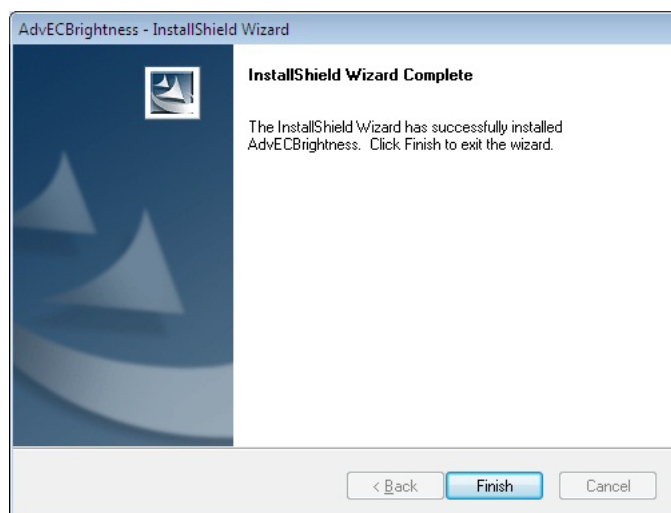 AdvECBrightness - InstallShield Wizard
InstallShield Wizard Complete
The InstallShield Wizard has successfully installed
AdvECBrightness. Click Finish to exit the wizard.
< Back
Finish
Cancel